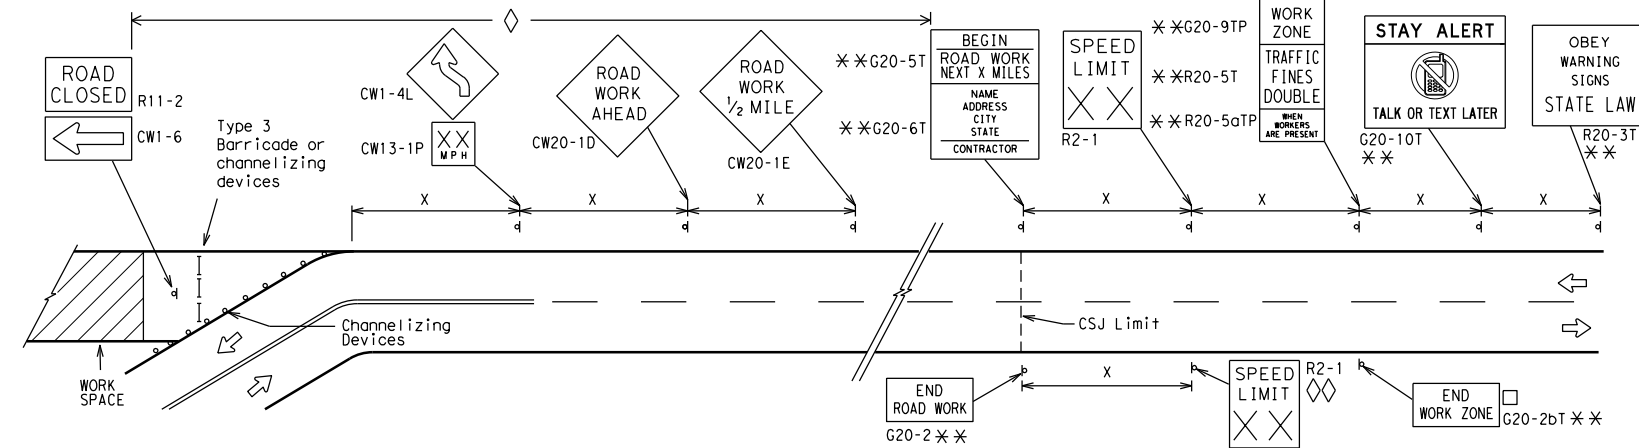 ROAD
CLOSED
R11-2
CW1-6
Type 3
Barricade or
channelizing
devices
CW1-4L
CW13-1P
XX
MPH
ROAD
WORK
AHEAD
CW20-1D
ROAD
WORK
1/2 MILE
CW20-1E
**G20-5T
**G20-6T
BEGIN
ROAD WORK
NEXT X MILES
NAME
ADDRESS
CITY
STATE
CONTRACTOR
SPEED
LIMIT
XX
R2-1
**G20-9TP
**R20-5T
**R20-5aTP
WORK
ZONE
TRAFFIC
FINES
DOUBLE
WHEN
WORKERS
ARE PRESENT
STAY ALERT
TALK OR TEXT LATER
G20-10T
**
OBEY
WARNING
SIGNS
STATE LAW
R20-3T
**
X
X
X
X
X
X
X
Channelizing
Devices
CSJ Limit
WORK
SPACE
END
ROAD WORK
G20-2**
X
SPEED
LIMIT
XX
R2-1
END
WORK ZONE
G20-2bT **